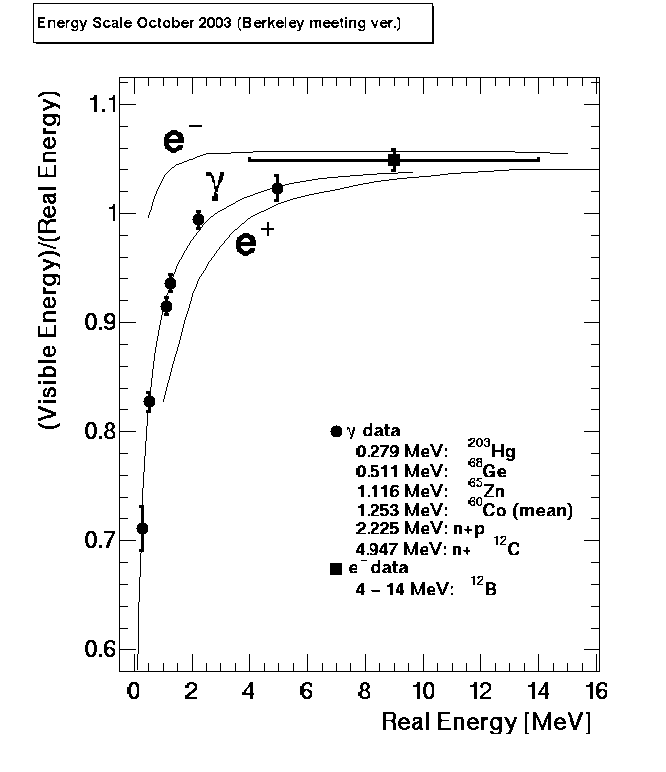 Energy Scale October 2003 (Berkeley meeting ver.)
(Visible Energy)/(Real Energy)
1.1
1
0.9
0.8
0.7
0.6
e−
γ
e+
γ data
0.279 MeV: 203Hg
0.511 MeV: 68Ge
1.116 MeV: 65Zn
1.253 MeV: 60Co (mean)
2.225 MeV: n+p
4.947 MeV: n+ 12C
e− data
4 − 14 MeV: 12B
0 2 4 6 8 10 12 14 16
Real Energy [MeV]